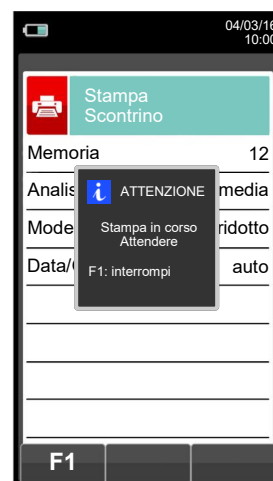 04/03/16
10:00
Stampa
Scontrino
Memoria 12
media
ridotto
auto
ATTENZIONE
Stampa in corso
Attendere
F1: interrompi
F1